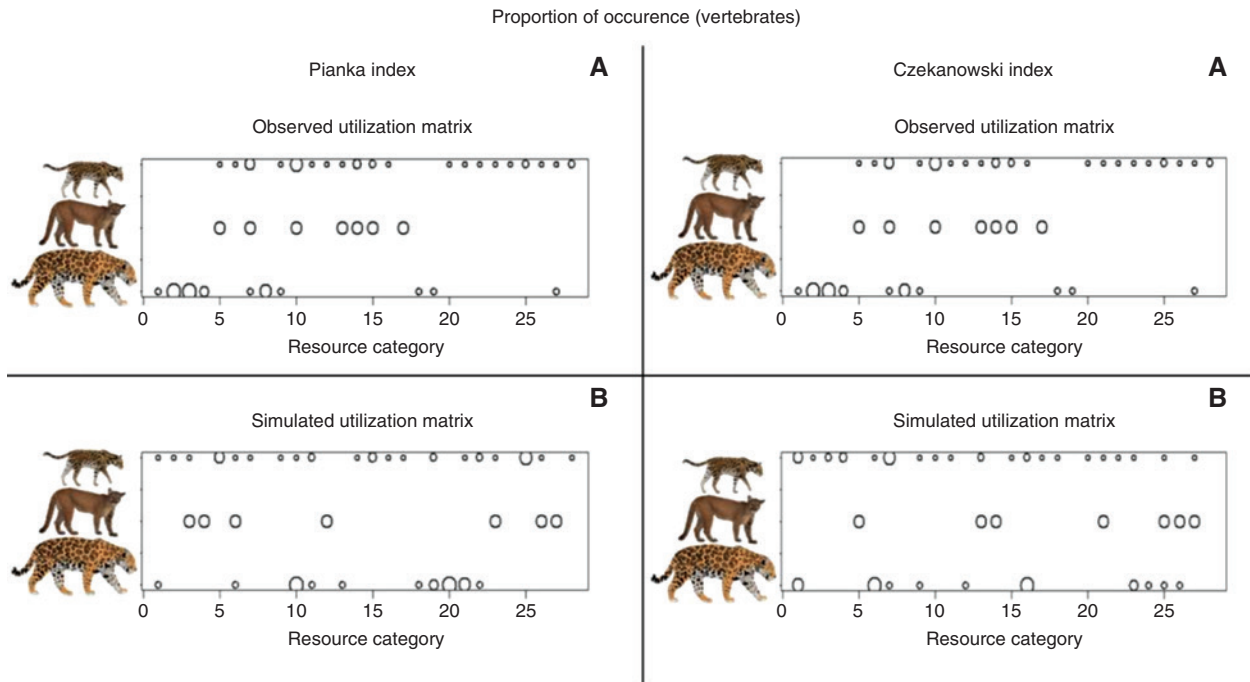 Proportion of occurence (vertebrates)
Pianka index
A
Observed utilization matrix
0 5 10 15 20 25
Resource category
Czekanowski index
A
Observed utilization matrix
0 5 10 15 20 25
Resource category
B
Simulated utilization matrix
0 5 10 15 20 25
Resource category
B
Simulated utilization matrix
0 5 10 15 20 25
Resource category